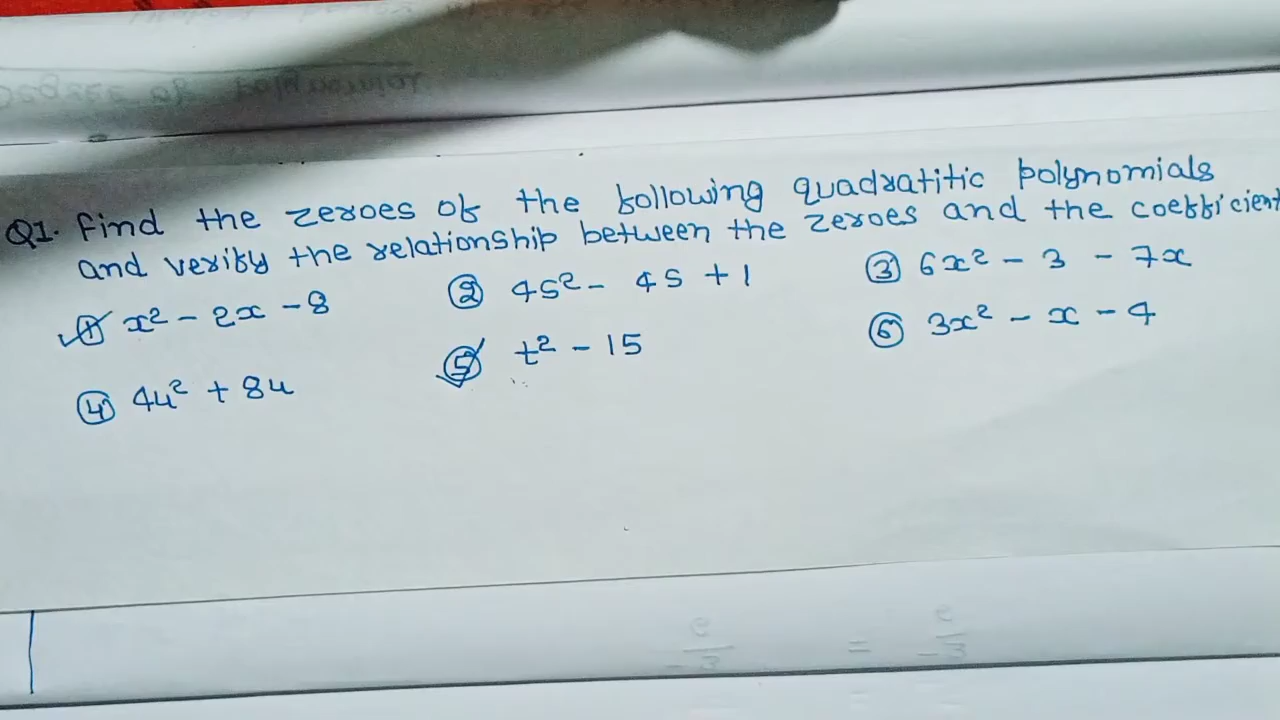 Q1. Find the zeroes of the following quadratitic polynomials
and verify the relationship between the zeroes and the coefficient
① x² - 2x - 8 ② 4s² - 4s + 1 ③ 6x² - 3 - 7x
④ 4u² + 8u ⑤ t² - 15 ⑥ 3x² - x - 4